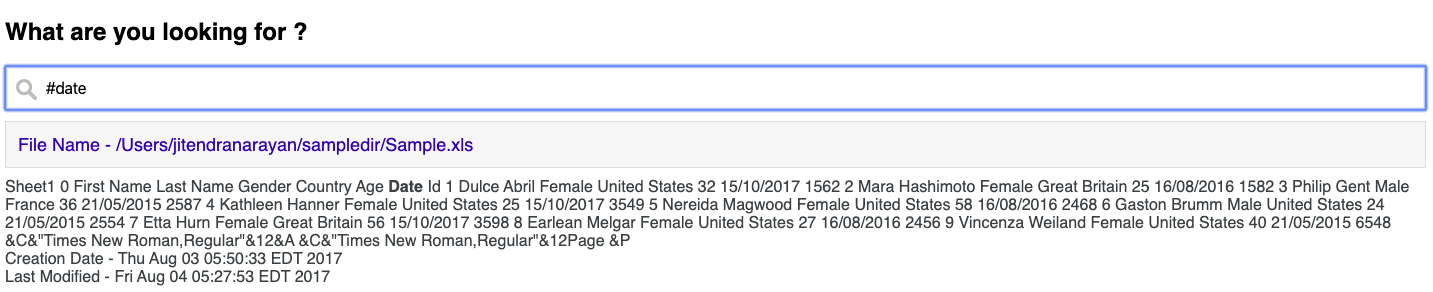 What are you looking for ?
#date
File Name - /Users/jitendranarayan/sampledir/Sample.xls
Sheet1 0 First Name Last Name Gender Country Age Date Id 1 Dulce Abril Female United States 32 15/10/2017 1562 2 Mara Hashimoto Female Great Britain 25 16/08/2016 1582 3 Philip Gent Male
France 36 21/05/2015 2587 4 Kathleen Hanner Female United States 25 15/10/2017 3549 5 Nereida Magwood Female United States 58 16/08/2016 2468 6 Gaston Brumm Male United States 24
21/05/2015 2554 7 Etta Hurn Female Great Britain 56 15/10/2017 3598 8 Earlean Melgar Female United States 27 16/08/2016 2456 9 Vincenza Weiland Female United States 40 21/05/2015 6548
&C&"Times New Roman,Regular"&12&A &C&"Times New Roman,Regular"&12Page &P
Creation Date - Thu Aug 03 05:50:33 EDT 2017
Last Modified - Fri Aug 04 05:27:53 EDT 2017